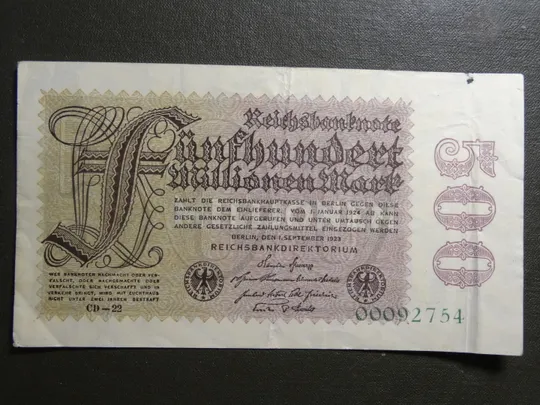 Reichsbanknote
Fünfhundert
Millionen Mark
ZAHLT DIE REICHSBANKHAUPTKASSE IN BERLIN GEGEN DIESE
BANKNOTE DEM EINLIEFERER. VOM 1. JANUAR 1924 AB KANN
DIESE BANKNOTE AUFGERUFEN UND UNTER UMTAUSCH GEGEN
ANDERE GESETZLICHE ZAHLUNGSMITTEL EINGEZOGEN WERDEN
BERLIN, DEN 1. SEPTEMBER 1923
REICHSBANKDIREKTORIUM
WER BANKNOTEN NACHMACHT ODER VER-
FÄLSCHT, ODER NACHGEMACHTE ODER
VERFÄLSCHTE SICH VERSCHAFFT UND IN
VERKEHR BRINGT, WIRD MIT ZUCHTHAUS
NICHT UNTER ZWEI JAHREN BESTRAFT
CD-22
00092754
500